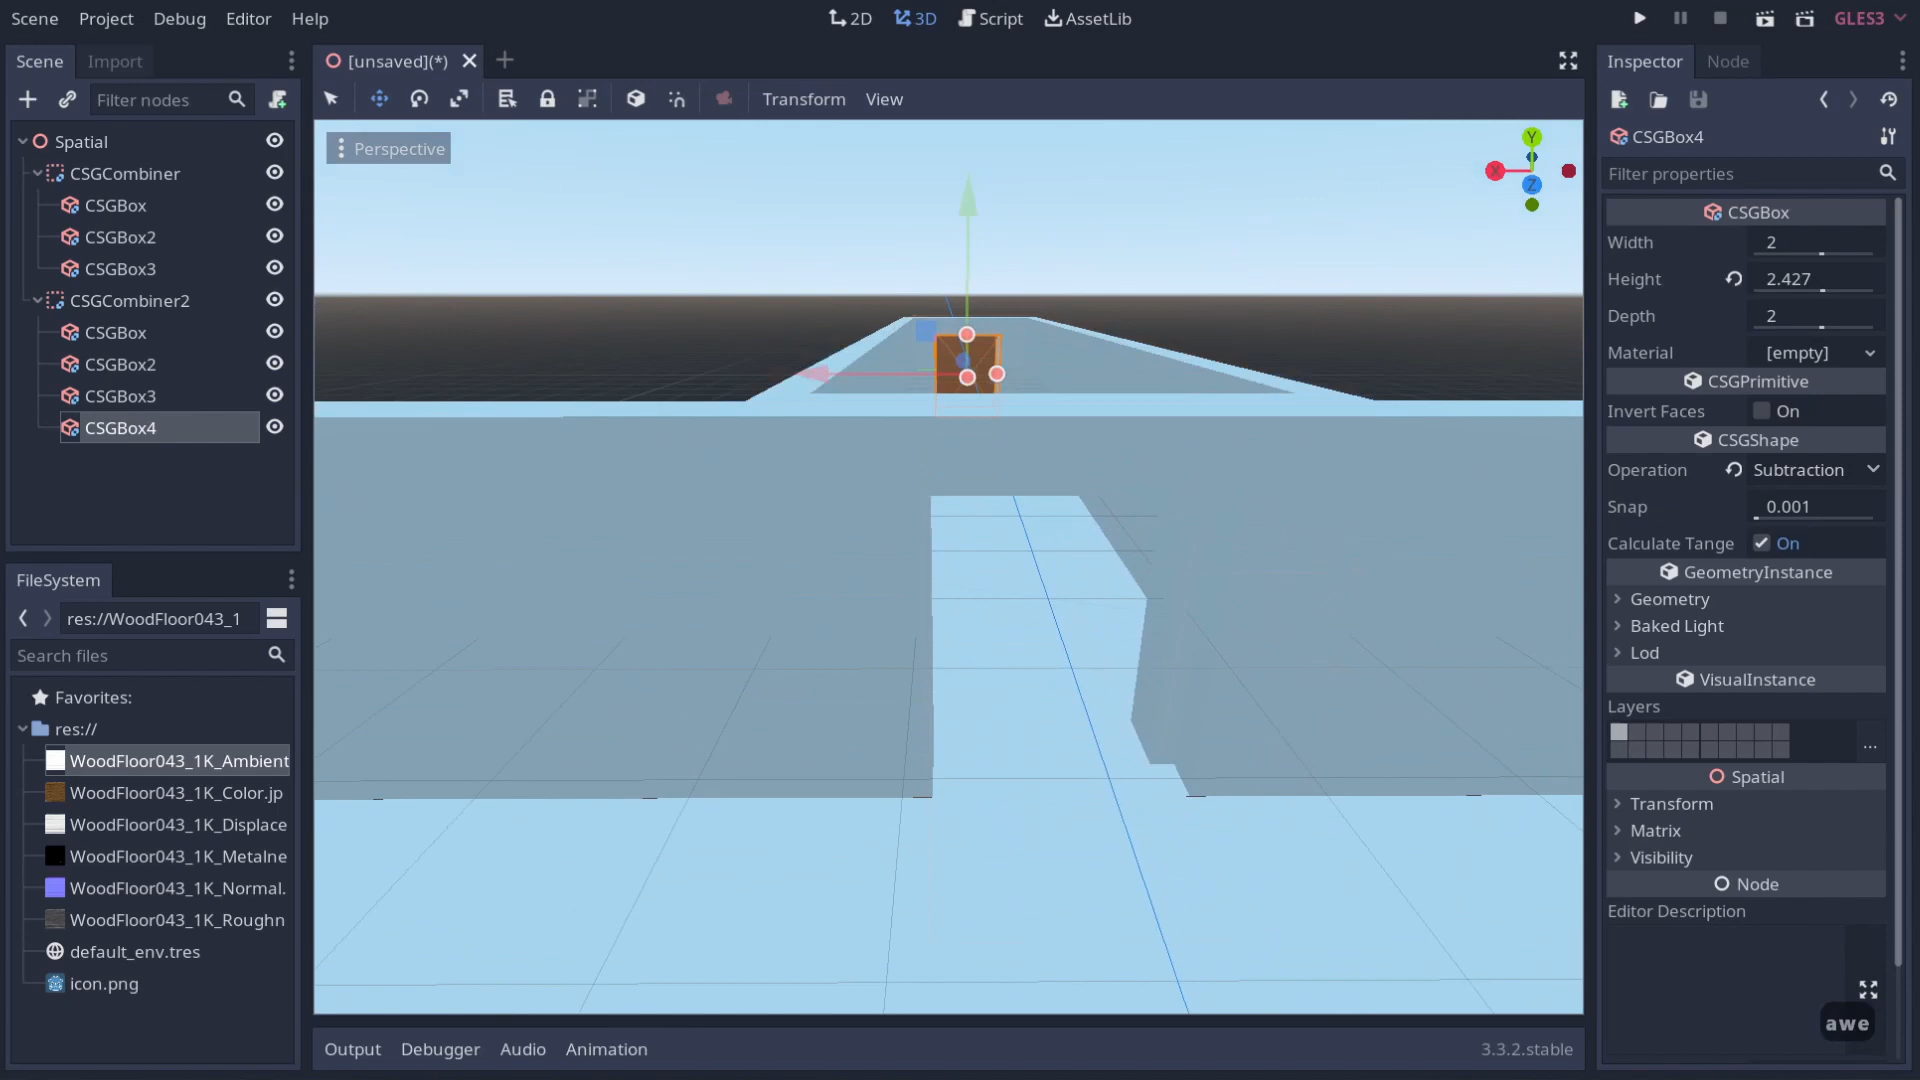 Scene Project Debug Editor Help
2D 3D Script AssetLib
GLES3
Scene Import
[unsaved](*)
Inspector Node
Filter nodes
Transform View
Spatial
CSGCombiner
CSGBox
CSGBox2
CSGBox3
CSGCombiner2
CSGBox
CSGBox2
CSGBox3
CSGBox4
FileSystem
res://WoodFloor043_1
Search files
Favorites:
res://
WoodFloor043_1K_Ambient
WoodFloor043_1K_Color.jp
WoodFloor043_1K_Displace
WoodFloor043_1K_Metalne
WoodFloor043_1K_Normal.
WoodFloor043_1K_Roughn
default_env.tres
icon.png
Perspective
Y
X
Z
Output Debugger Audio Animation
3.3.2.stable
CSGBox4
Filter properties
CSGBox
Width 2
Height 2.427
Depth 2
Material [empty]
CSGPrimitive
Invert Faces On
CSGShape
Operation Subtraction
Snap 0.001
Calculate Tange On
GeometryInstance
Geometry
Baked Light
Lod
VisualInstance
Layers
...
Spatial
Transform
Matrix
Visibility
Node
Editor Description
awe